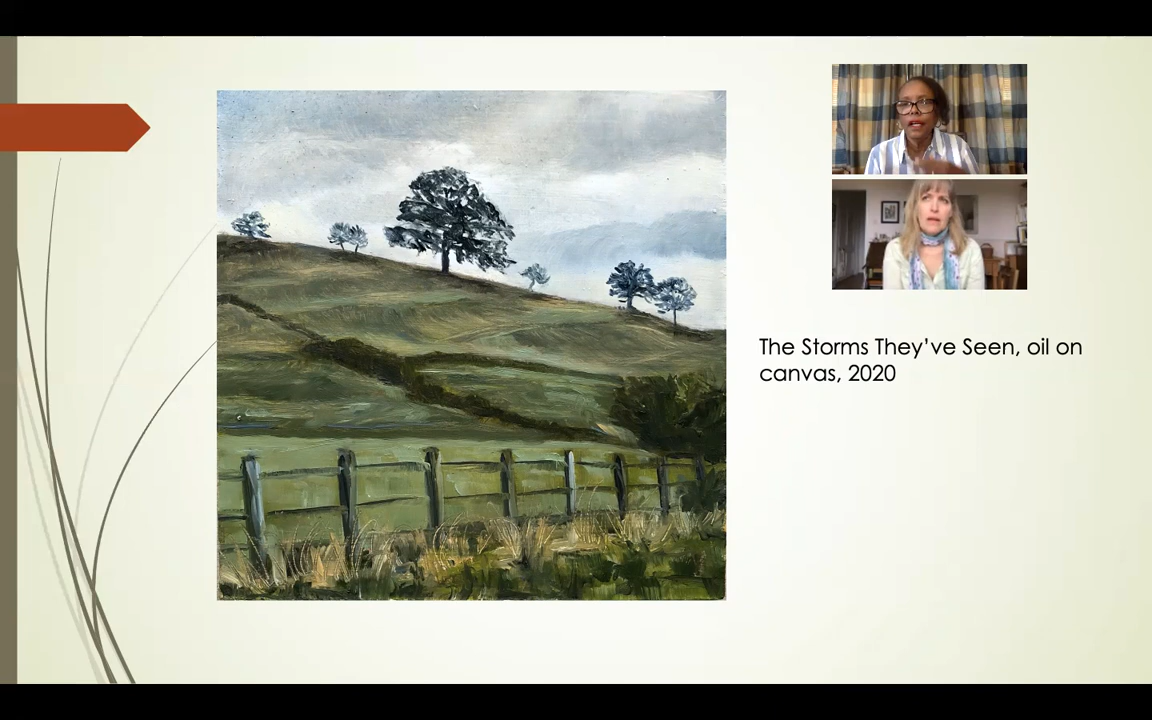 The Storms They’ve Seen, oil on
canvas, 2020